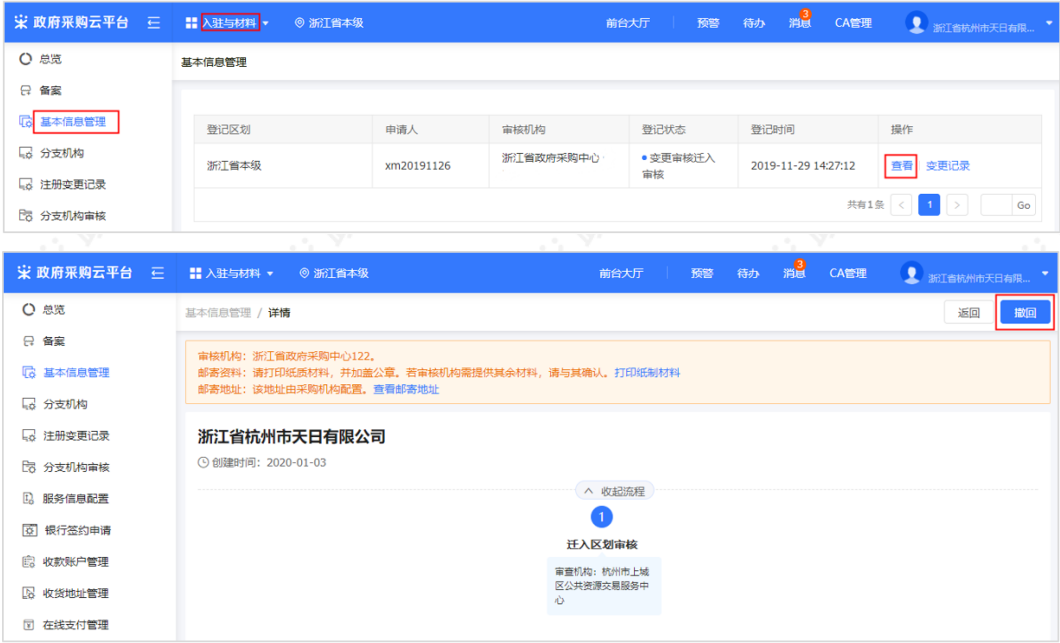 政府采购云平台 入驻与材料 浙江省本级 前台大厅 预警 待办 消息 3 CA管理 浙江省杭州市天日有限...
总览
基本信息管理
备案
基本信息管理
分支机构
注册变更记录
分支机构审核
登记区划 申请人 审核机构 登记状态 登记时间 操作
浙江省本级 xm20191126 浙江省政府采购中心 变更审核迁入 2019-11-29 14:27:12 查看 变更记录
审核
共有1条 < 1 > Go
政府采购云平台 入驻与材料 浙江省本级 前台大厅 预警 待办 消息 3 CA管理 浙江省杭州市天日有限...
总览
备案
基本信息管理
分支机构
注册变更记录
分支机构审核
服务信息配置
银行签约申请
收款账户管理
收货地址管理
在线支付管理
基本信息管理 / 详情 返回 撤回
审核机构：浙江省政府采购中心122。
邮寄资料：请打印纸质材料，并加盖公章。若审核机构需提供其余材料，请与其确认。打印纸制材料
邮寄地址：该地址由采购机构配置。查看邮寄地址
浙江省杭州市天日有限公司
创建时间：2020-01-03
收起流程
1
迁入区划审核
审查机构：杭州市上城
区公共资源交易服务中
心